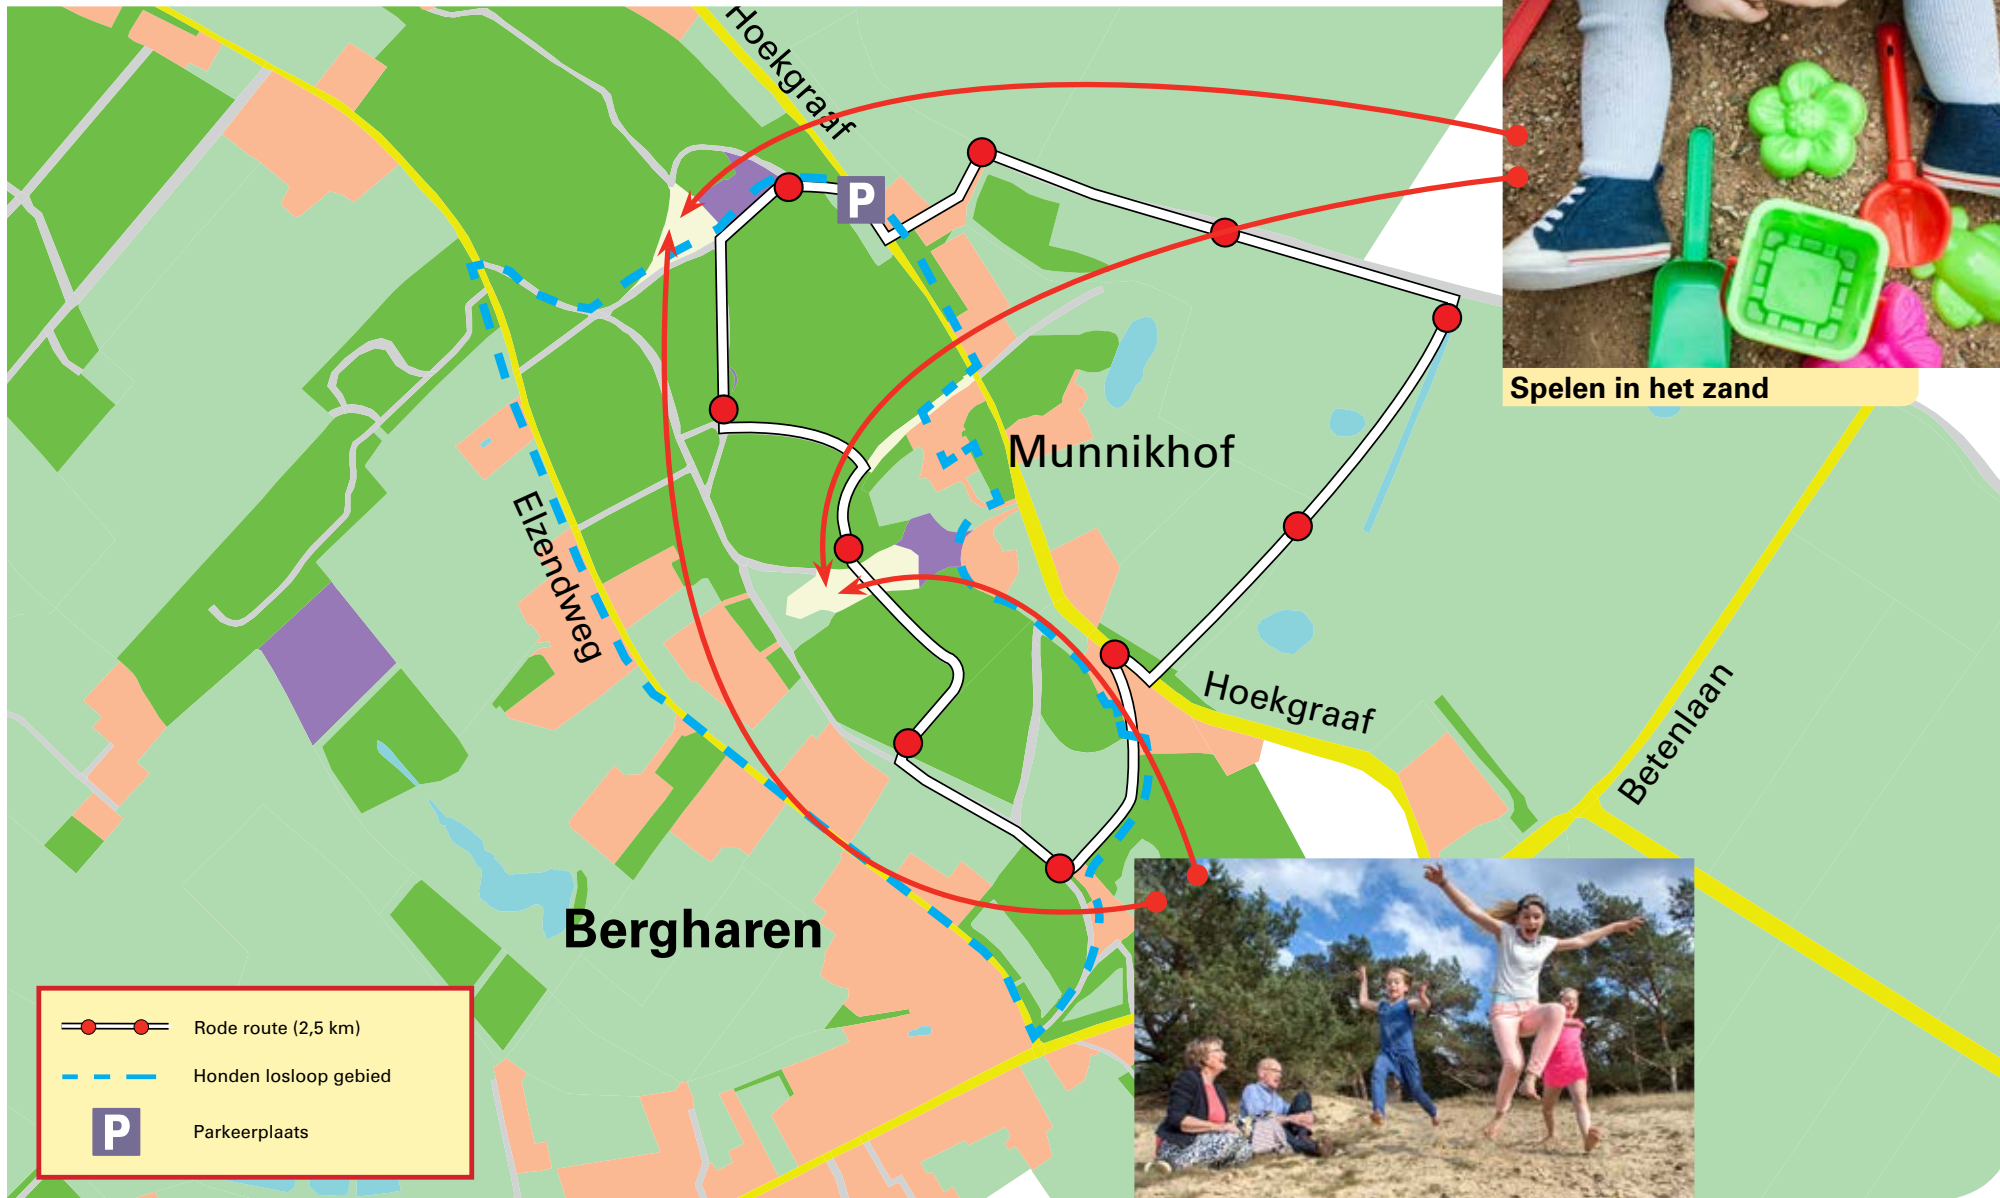 Hoekgraaf
P
Spelen in het zand
Munnikhof
Elzendweg
Hoekgraaf
Betenlaan
Bergharen
Rode route (2,5 km)
Honden losloop gebied
P
Parkeerplaats